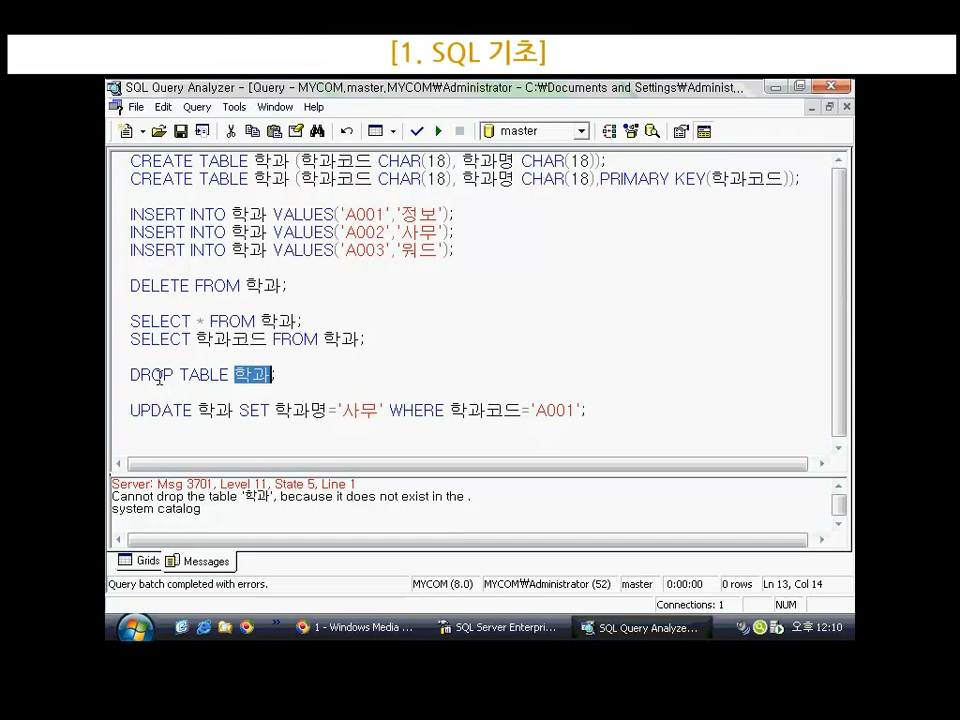 [1. SQL 기초]
SQL Query Analyzer - [Query - MYCOM,master,MYCOM₩Administrator - C:₩Documents and Settings₩Administ...
File Edit Query Tools Window Help
master
CREATE TABLE 학과 (학과코드 CHAR(18), 학과명 CHAR(18));
CREATE TABLE 학과 (학과코드 CHAR(18), 학과명 CHAR(18),PRIMARY KEY(학과코드));
INSERT INTO 학과 VALUES('A001','정보');
INSERT INTO 학과 VALUES('A002','사무');
INSERT INTO 학과 VALUES('A003','워드');
DELETE FROM 학과;
SELECT * FROM 학과;
SELECT 학과코드 FROM 학과;
DROP TABLE 학과;
UPDATE 학과 SET 학과명='사무' WHERE 학과코드='A001';
Server: Msg 3701, Level 11, State 5, Line 1
Cannot drop the table '학과', because it does not exist in the .
system catalog
Grids Messages
Query batch completed with errors. MYCOM (8.0) MYCOM₩Administrator (52) master 0:00:00 0 rows Ln 13, Col 14
Connections: 1 NUM
1 - Windows Media ... SQL Server Enterpri... SQL Query Analyze... 오후 12:10